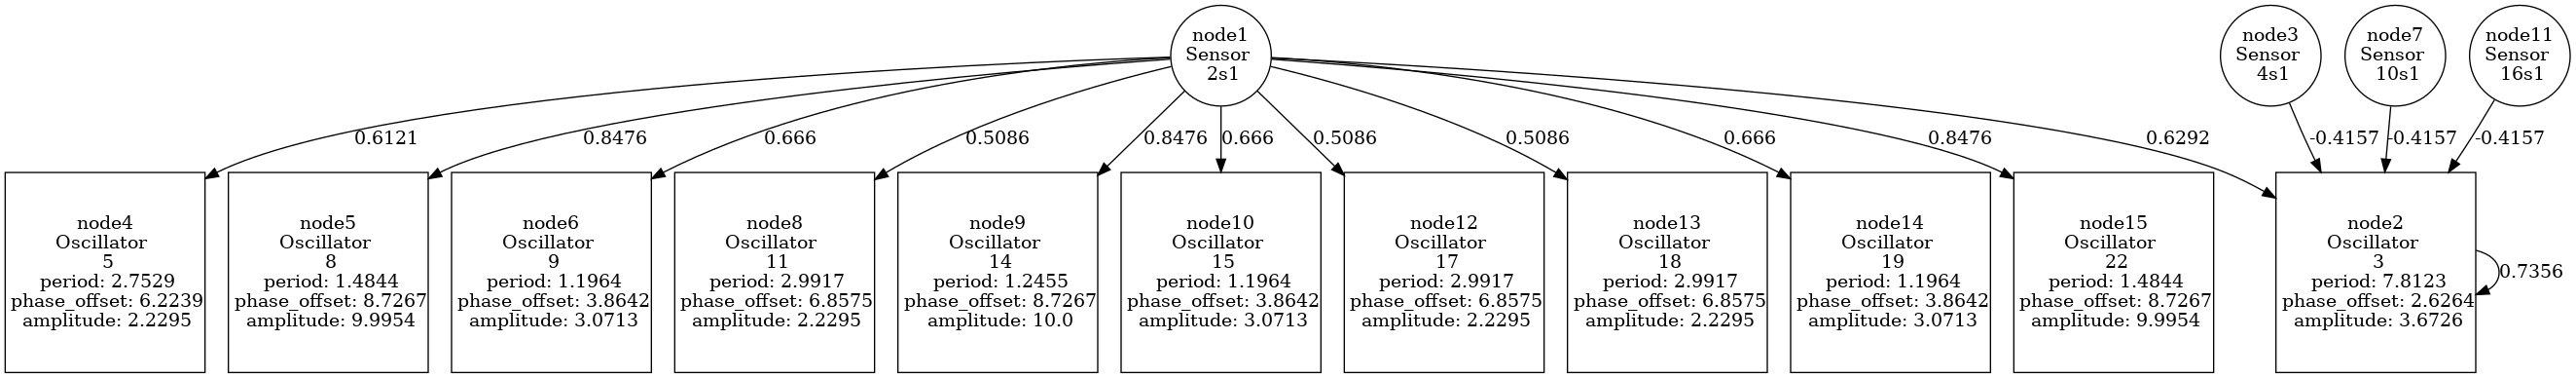 node1
Sensor
2s1
node3
Sensor
4s1
node7
Sensor
10s1
node11
Sensor
16s1
0.6121
0.8476
0.666
0.5086
0.8476
0.666
0.5086
0.5086
0.666
0.8476
0.6292
-0.4157
-0.4157
-0.4157
node4
Oscillator
5
period: 2.7529
phase_offset: 6.2239
amplitude: 2.2295
node5
Oscillator
8
period: 1.4844
phase_offset: 8.7267
amplitude: 9.9954
node6
Oscillator
9
period: 1.1964
phase_offset: 3.8642
amplitude: 3.0713
node8
Oscillator
11
period: 2.9917
phase_offset: 6.8575
amplitude: 2.2295
node9
Oscillator
14
period: 1.2455
phase_offset: 8.7267
amplitude: 10.0
node10
Oscillator
15
period: 1.1964
phase_offset: 3.8642
amplitude: 3.0713
node12
Oscillator
17
period: 2.9917
phase_offset: 6.8575
amplitude: 2.2295
node13
Oscillator
18
period: 2.9917
phase_offset: 6.8575
amplitude: 2.2295
node14
Oscillator
19
period: 1.1964
phase_offset: 3.8642
amplitude: 3.0713
node15
Oscillator
22
period: 1.4844
phase_offset: 8.7267
amplitude: 9.9954
node2
Oscillator
3
period: 7.8123
phase_offset: 2.6264
amplitude: 3.6726
0.7356